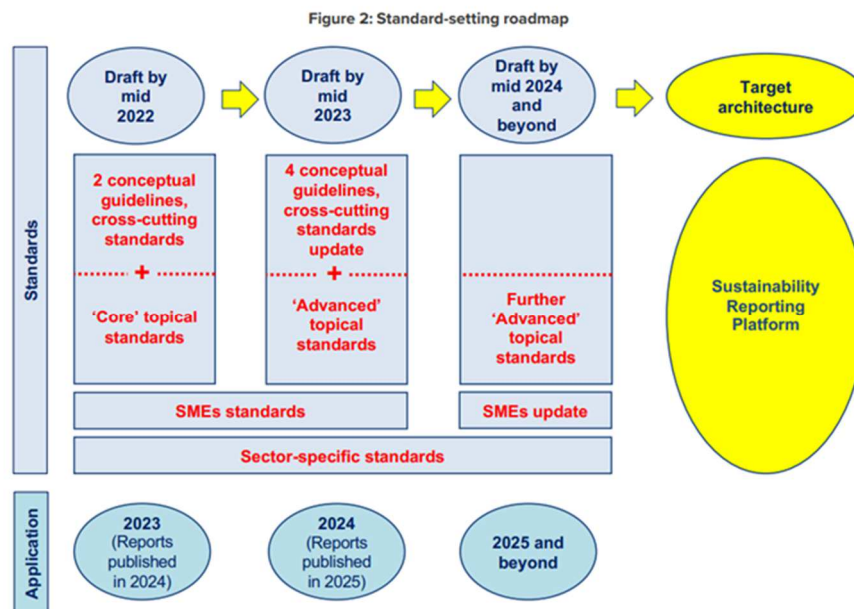 Figure 2: Standard-setting roadmap
Standards
Draft by
mid
2022
Draft by
mid
2023
Draft by
mid 2024
and
beyond
Target
architecture
2 conceptual
guidelines,
cross-cutting
standards
+
‘Core’ topical
standards
4 conceptual
guidelines,
cross-cutting
standards
update
+
‘Advanced’
topical
standards
Further
‘Advanced’
topical
standards
Sustainability
Reporting
Platform
SMEs standards
SMEs update
Sector-specific standards
Application
2023
(Reports
published
in 2024)
2024
(Reports
published
in 2025)
2025 and
beyond